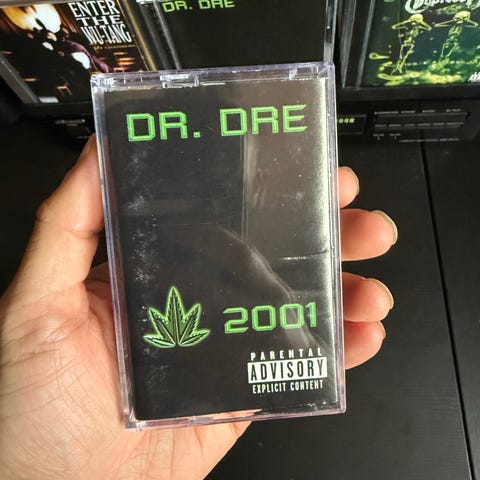 ENTER
THE
WU-TANG
DR. DRE
DR. DRE
2001
PARENTAL
ADVISORY
EXPLICIT CONTENT